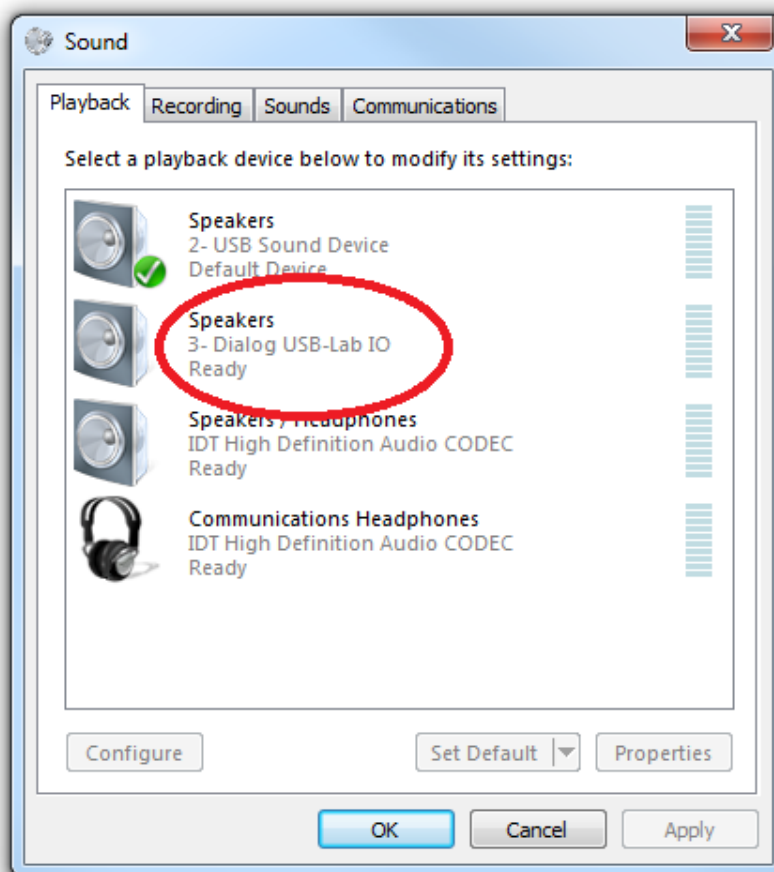 Sound
Playback Recording Sounds Communications
Select a playback device below to modify its settings:
Speakers
2- USB Sound Device
Default Device
Speakers
3- Dialog USB-Lab IO
Ready
Speakers / Headphones
IDT High Definition Audio CODEC
Ready
Communications Headphones
IDT High Definition Audio CODEC
Ready
Configure Set Default Properties
OK Cancel Apply